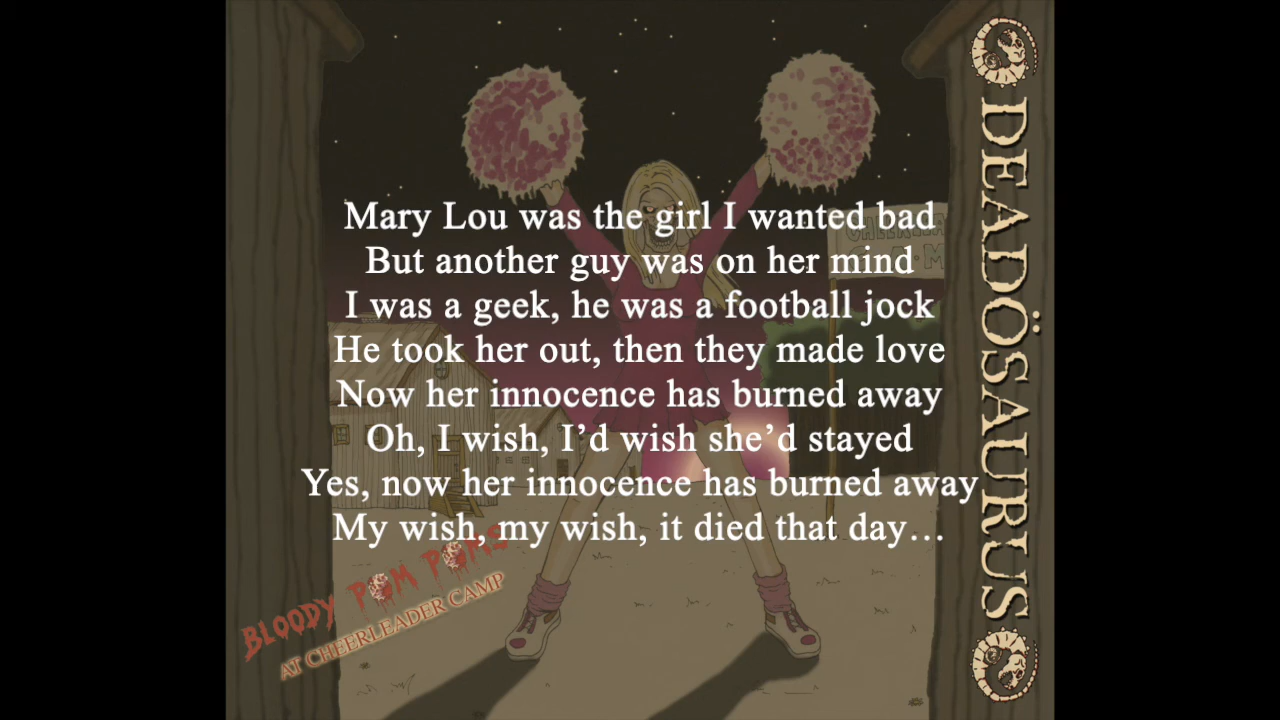 Mary Lou was the girl I wanted bad
But another guy was on her mind
I was a geek, he was a football jock
He took her out, then they made love
Now her innocence has burned away
Oh, I wish, I’d wish she’d stayed
Yes, now her innocence has burned away
My wish, my wish, it died that day…
DEADÖSAURUS
BLOODY POM POMS
AT CHEERLEADER CAMP